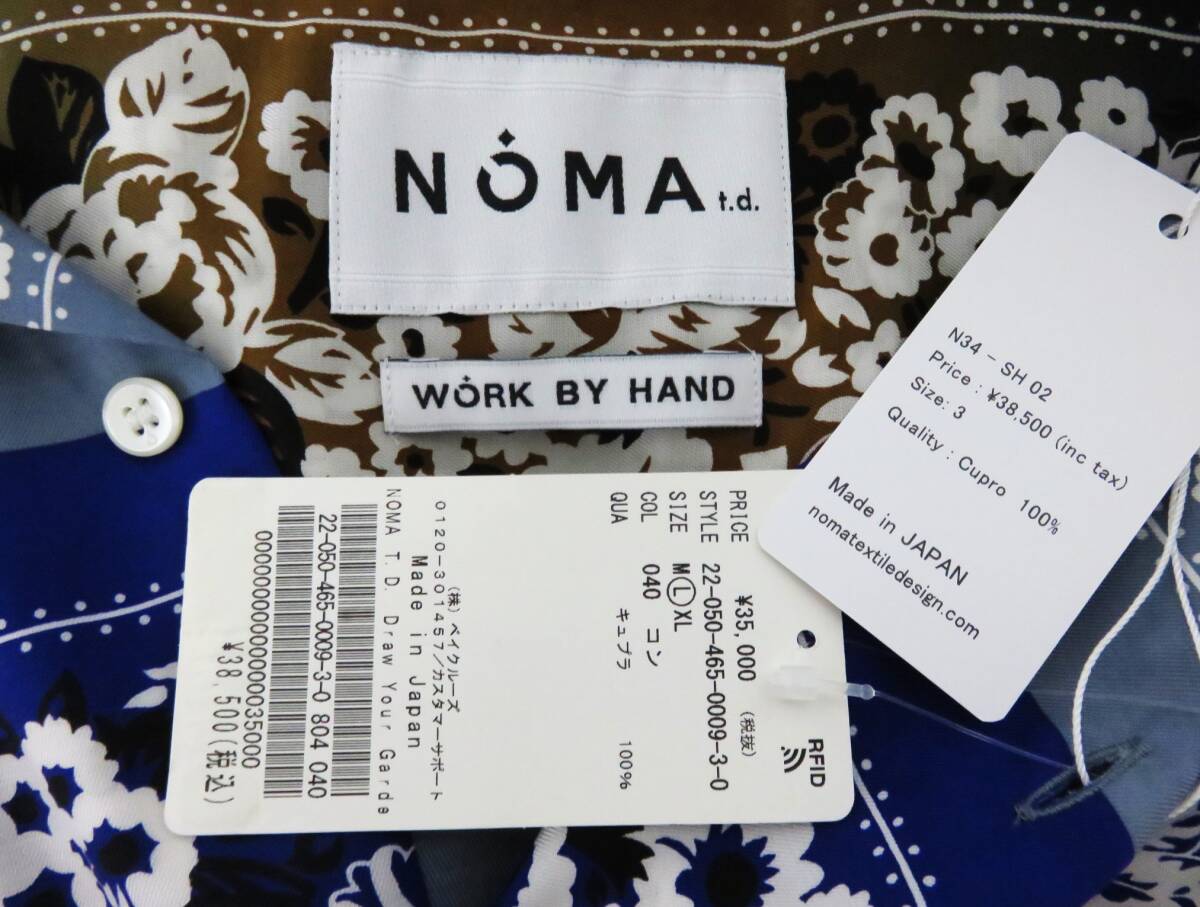 NOMA t.d.
WORK BY HAND
N34 - SH 02
Price : ¥38,500 (inc tax)
Size: 3
Quality : Cupro 100%
Made in JAPAN
nomatextiledesign.com
RFID
PRICE ¥35,000 (税抜)
STYLE 22-050-465-0009-3-0
SIZE M L XL
COL 040 コン
QUA キュプラ 100%
(株)ベイクルーズ
0120-301457/カスタマーサポート
Made in Japan
NOMA T.D. Draw Your Garde
22-050-465-0009-3-0 804 040
¥38,500(税込)